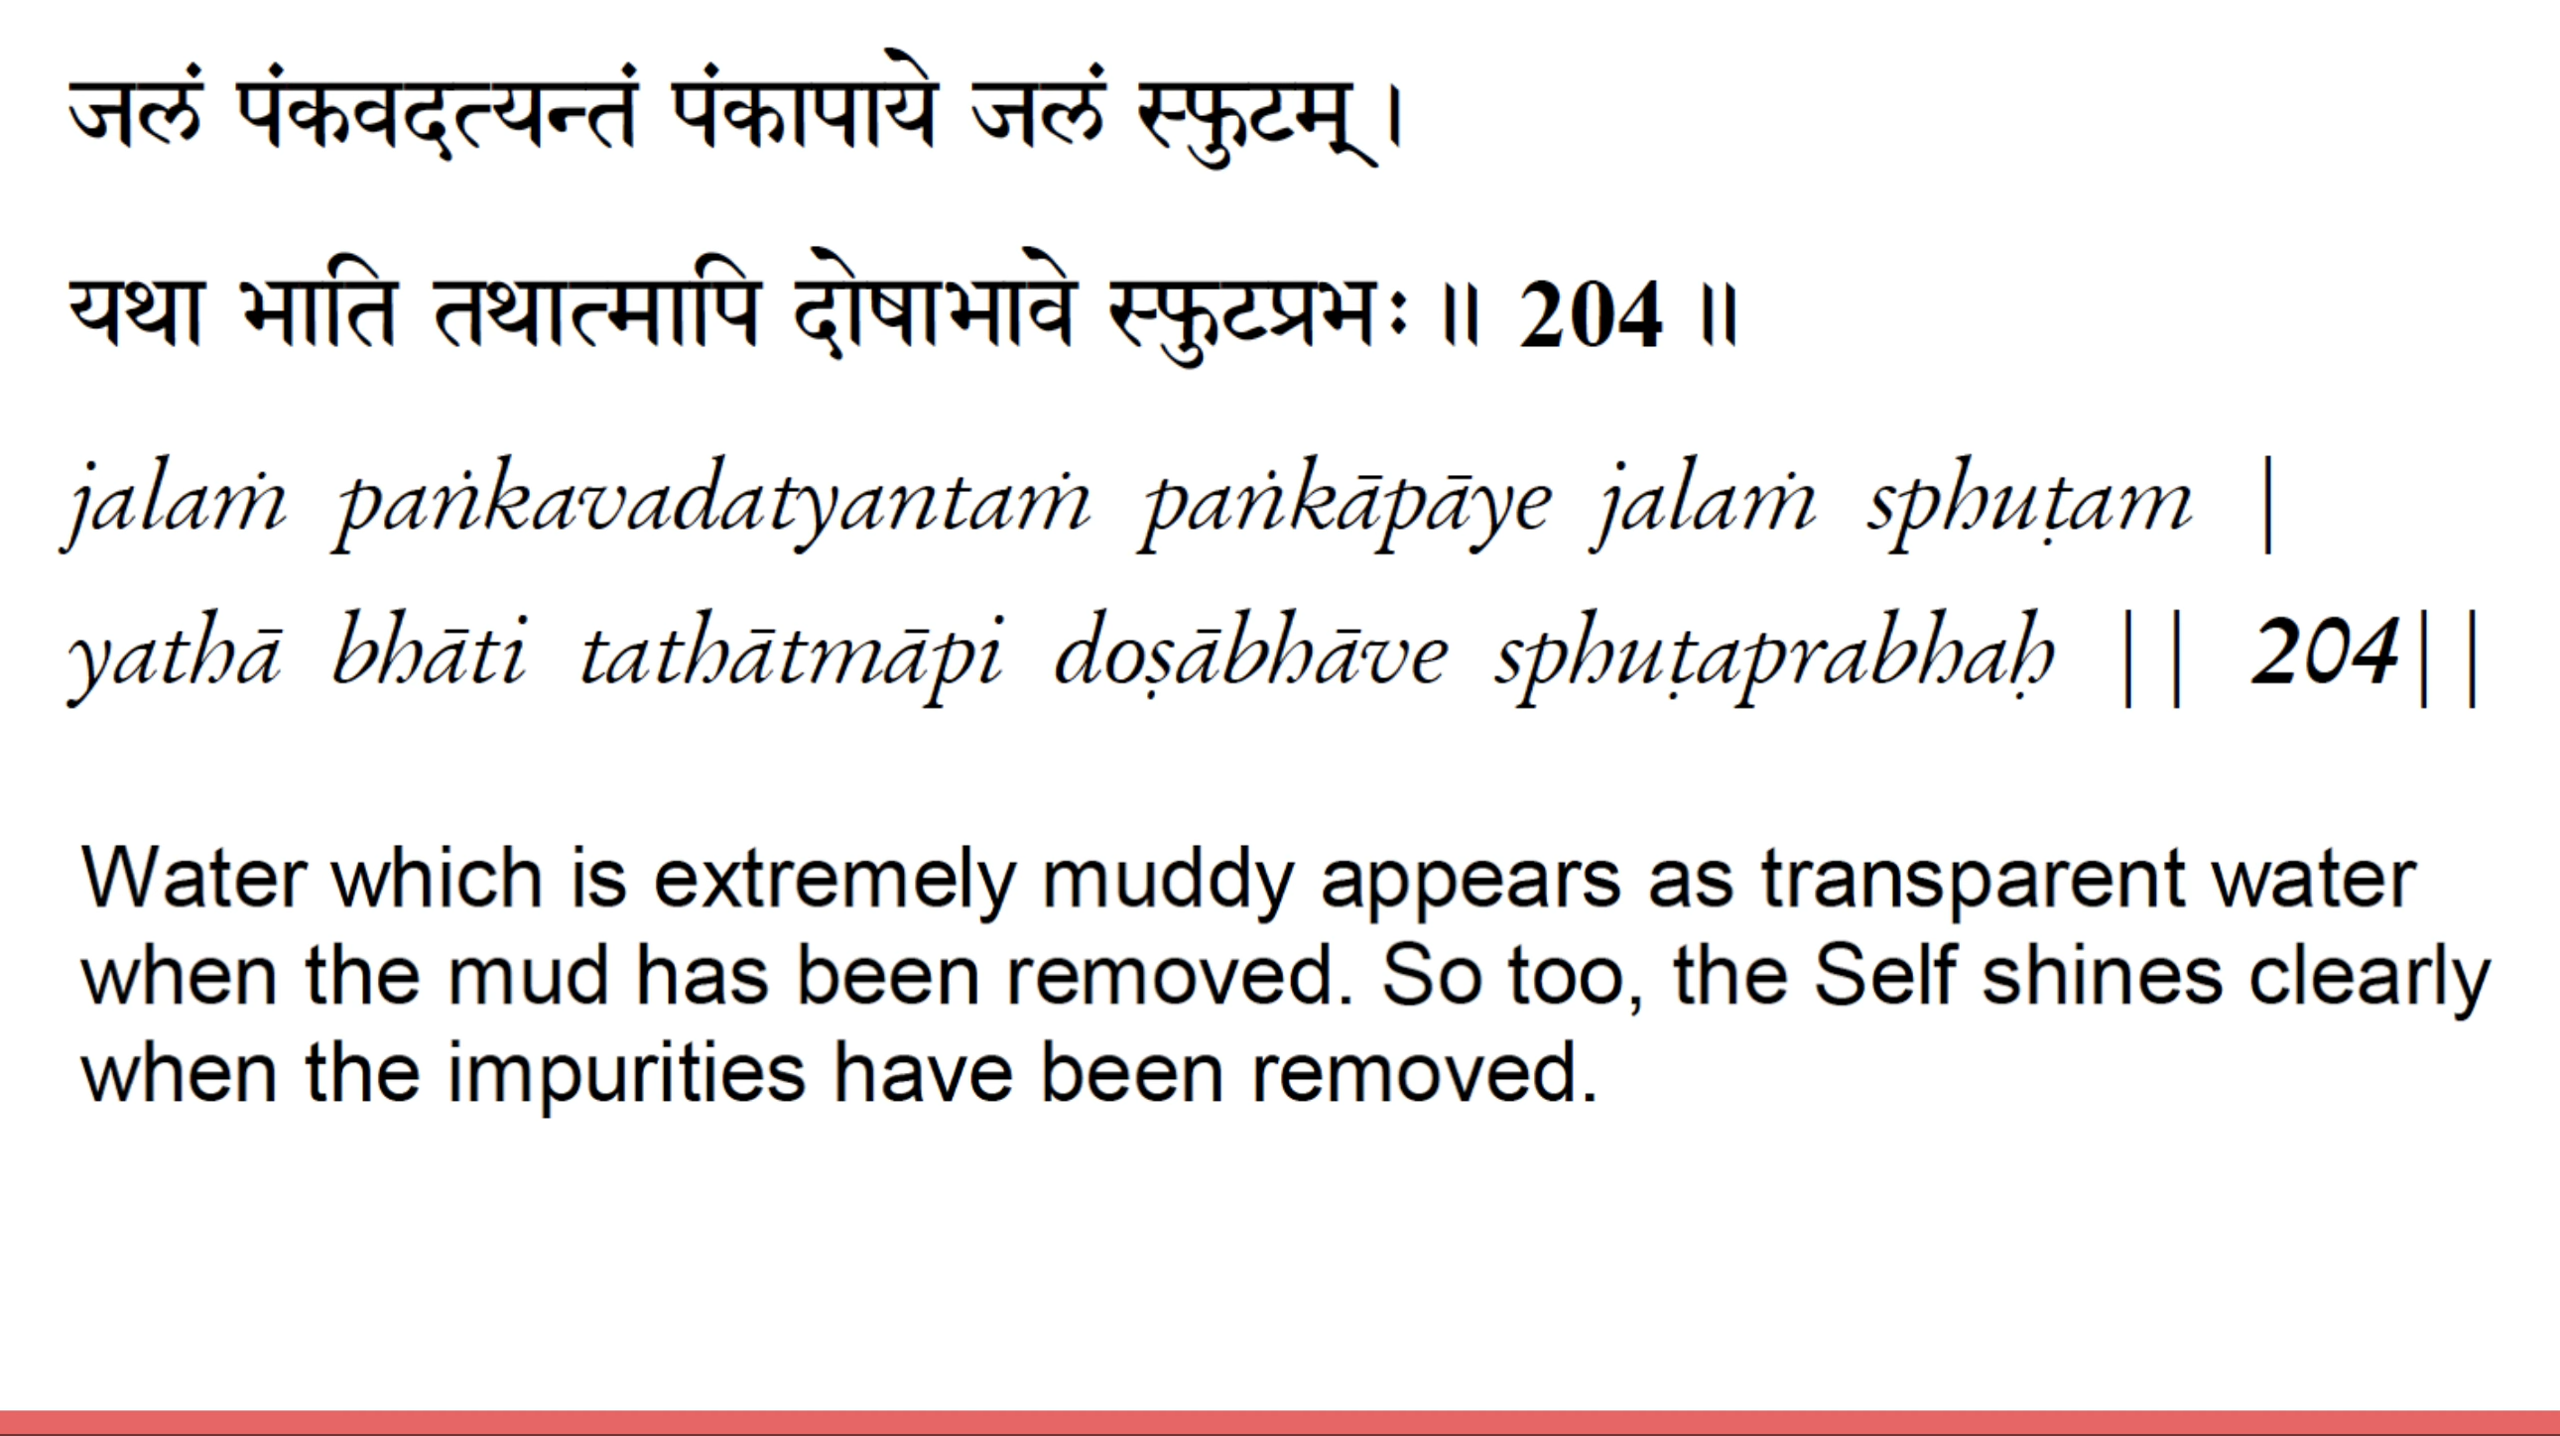 जलं पंकवदत्यन्तं पंकापाये जलं स्फुटम् ।
यथा भाति तथात्मापि दोषाभावे स्फुटप्रभः ॥ 204 ॥
jalaṁ paṅkavadatyantaṁ paṅkāpāye jalaṁ sphuṭam |
yathā bhāti tathātmāpi doṣābhāve sphuṭaprabhaḥ || 204||
Water which is extremely muddy appears as transparent water
when the mud has been removed. So too, the Self shines clearly
when the impurities have been removed.